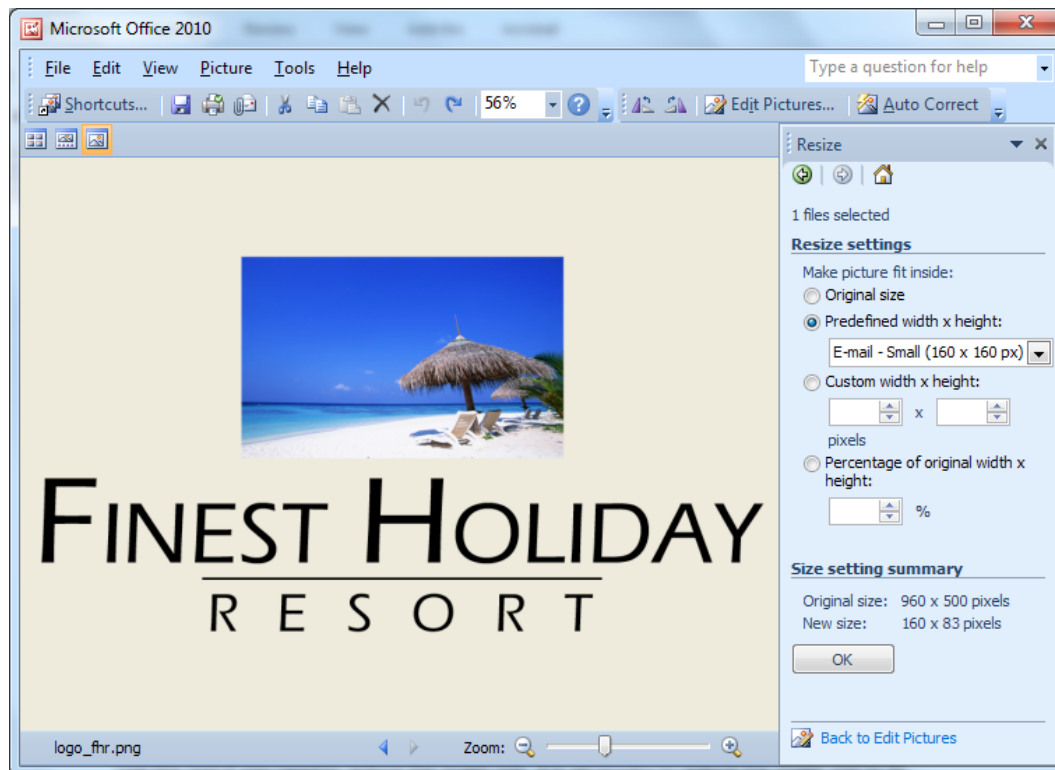 Microsoft Office 2010
File Edit View Picture Tools Help
Type a question for help
Shortcuts... 56% Edit Pictures... Auto Correct
Resize
1 files selected
Resize settings
Make picture fit inside:
Original size
Predefined width x height:
E-mail - Small (160 x 160 px)
Custom width x height:
x
pixels
Percentage of original width x
height:
%
Size setting summary
Original size: 960 x 500 pixels
New size: 160 x 83 pixels
OK
Back to Edit Pictures
FINEST HOLIDAY
RESORT
logo_fhr.png
Zoom: